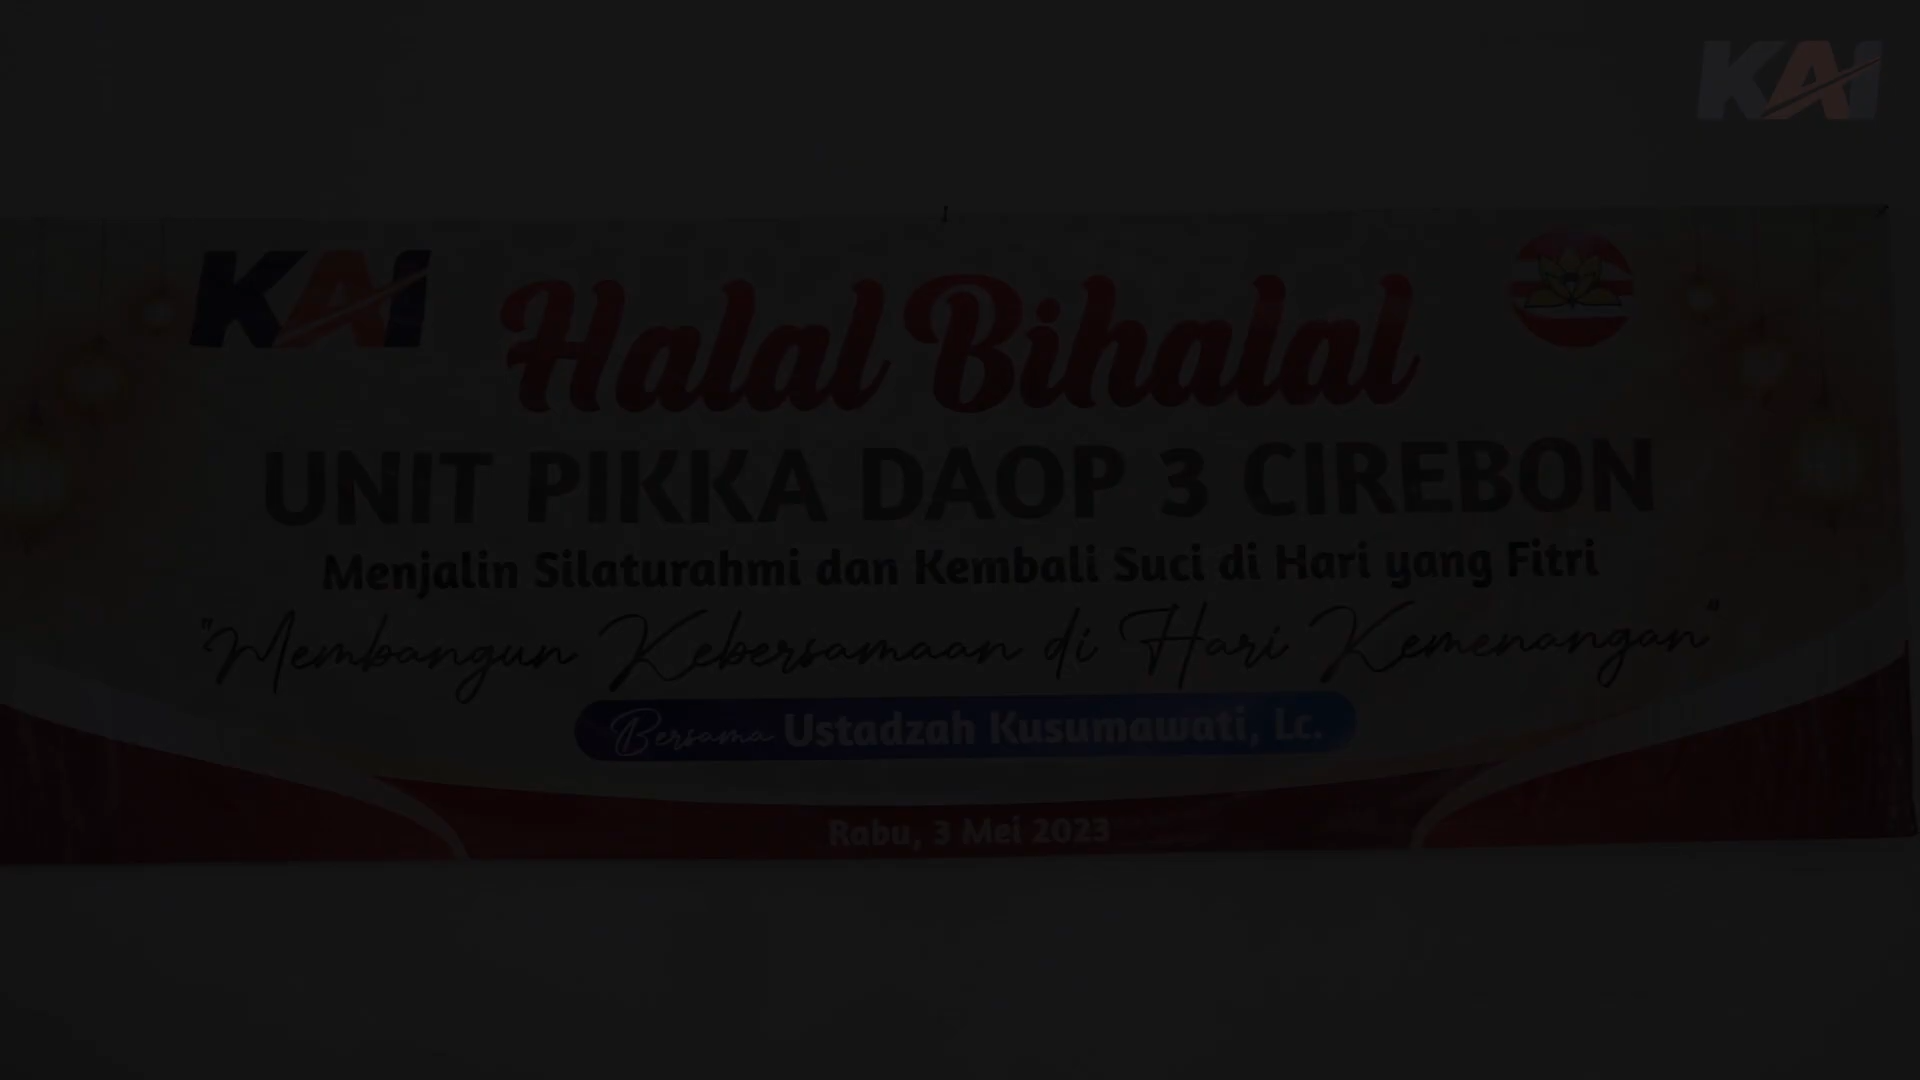 KAI
KAI
Halal Bihalal
UNIT PIKKA DAOP 3 CIREBON
Menjalin Silaturahmi dan Kembali Suci di Hari yang Fitri
"Membangun Kebersamaan di Hari Kemenangan"
Bersama Ustadzah Kusumawati, Lc.
Rabu, 3 Mei 2023